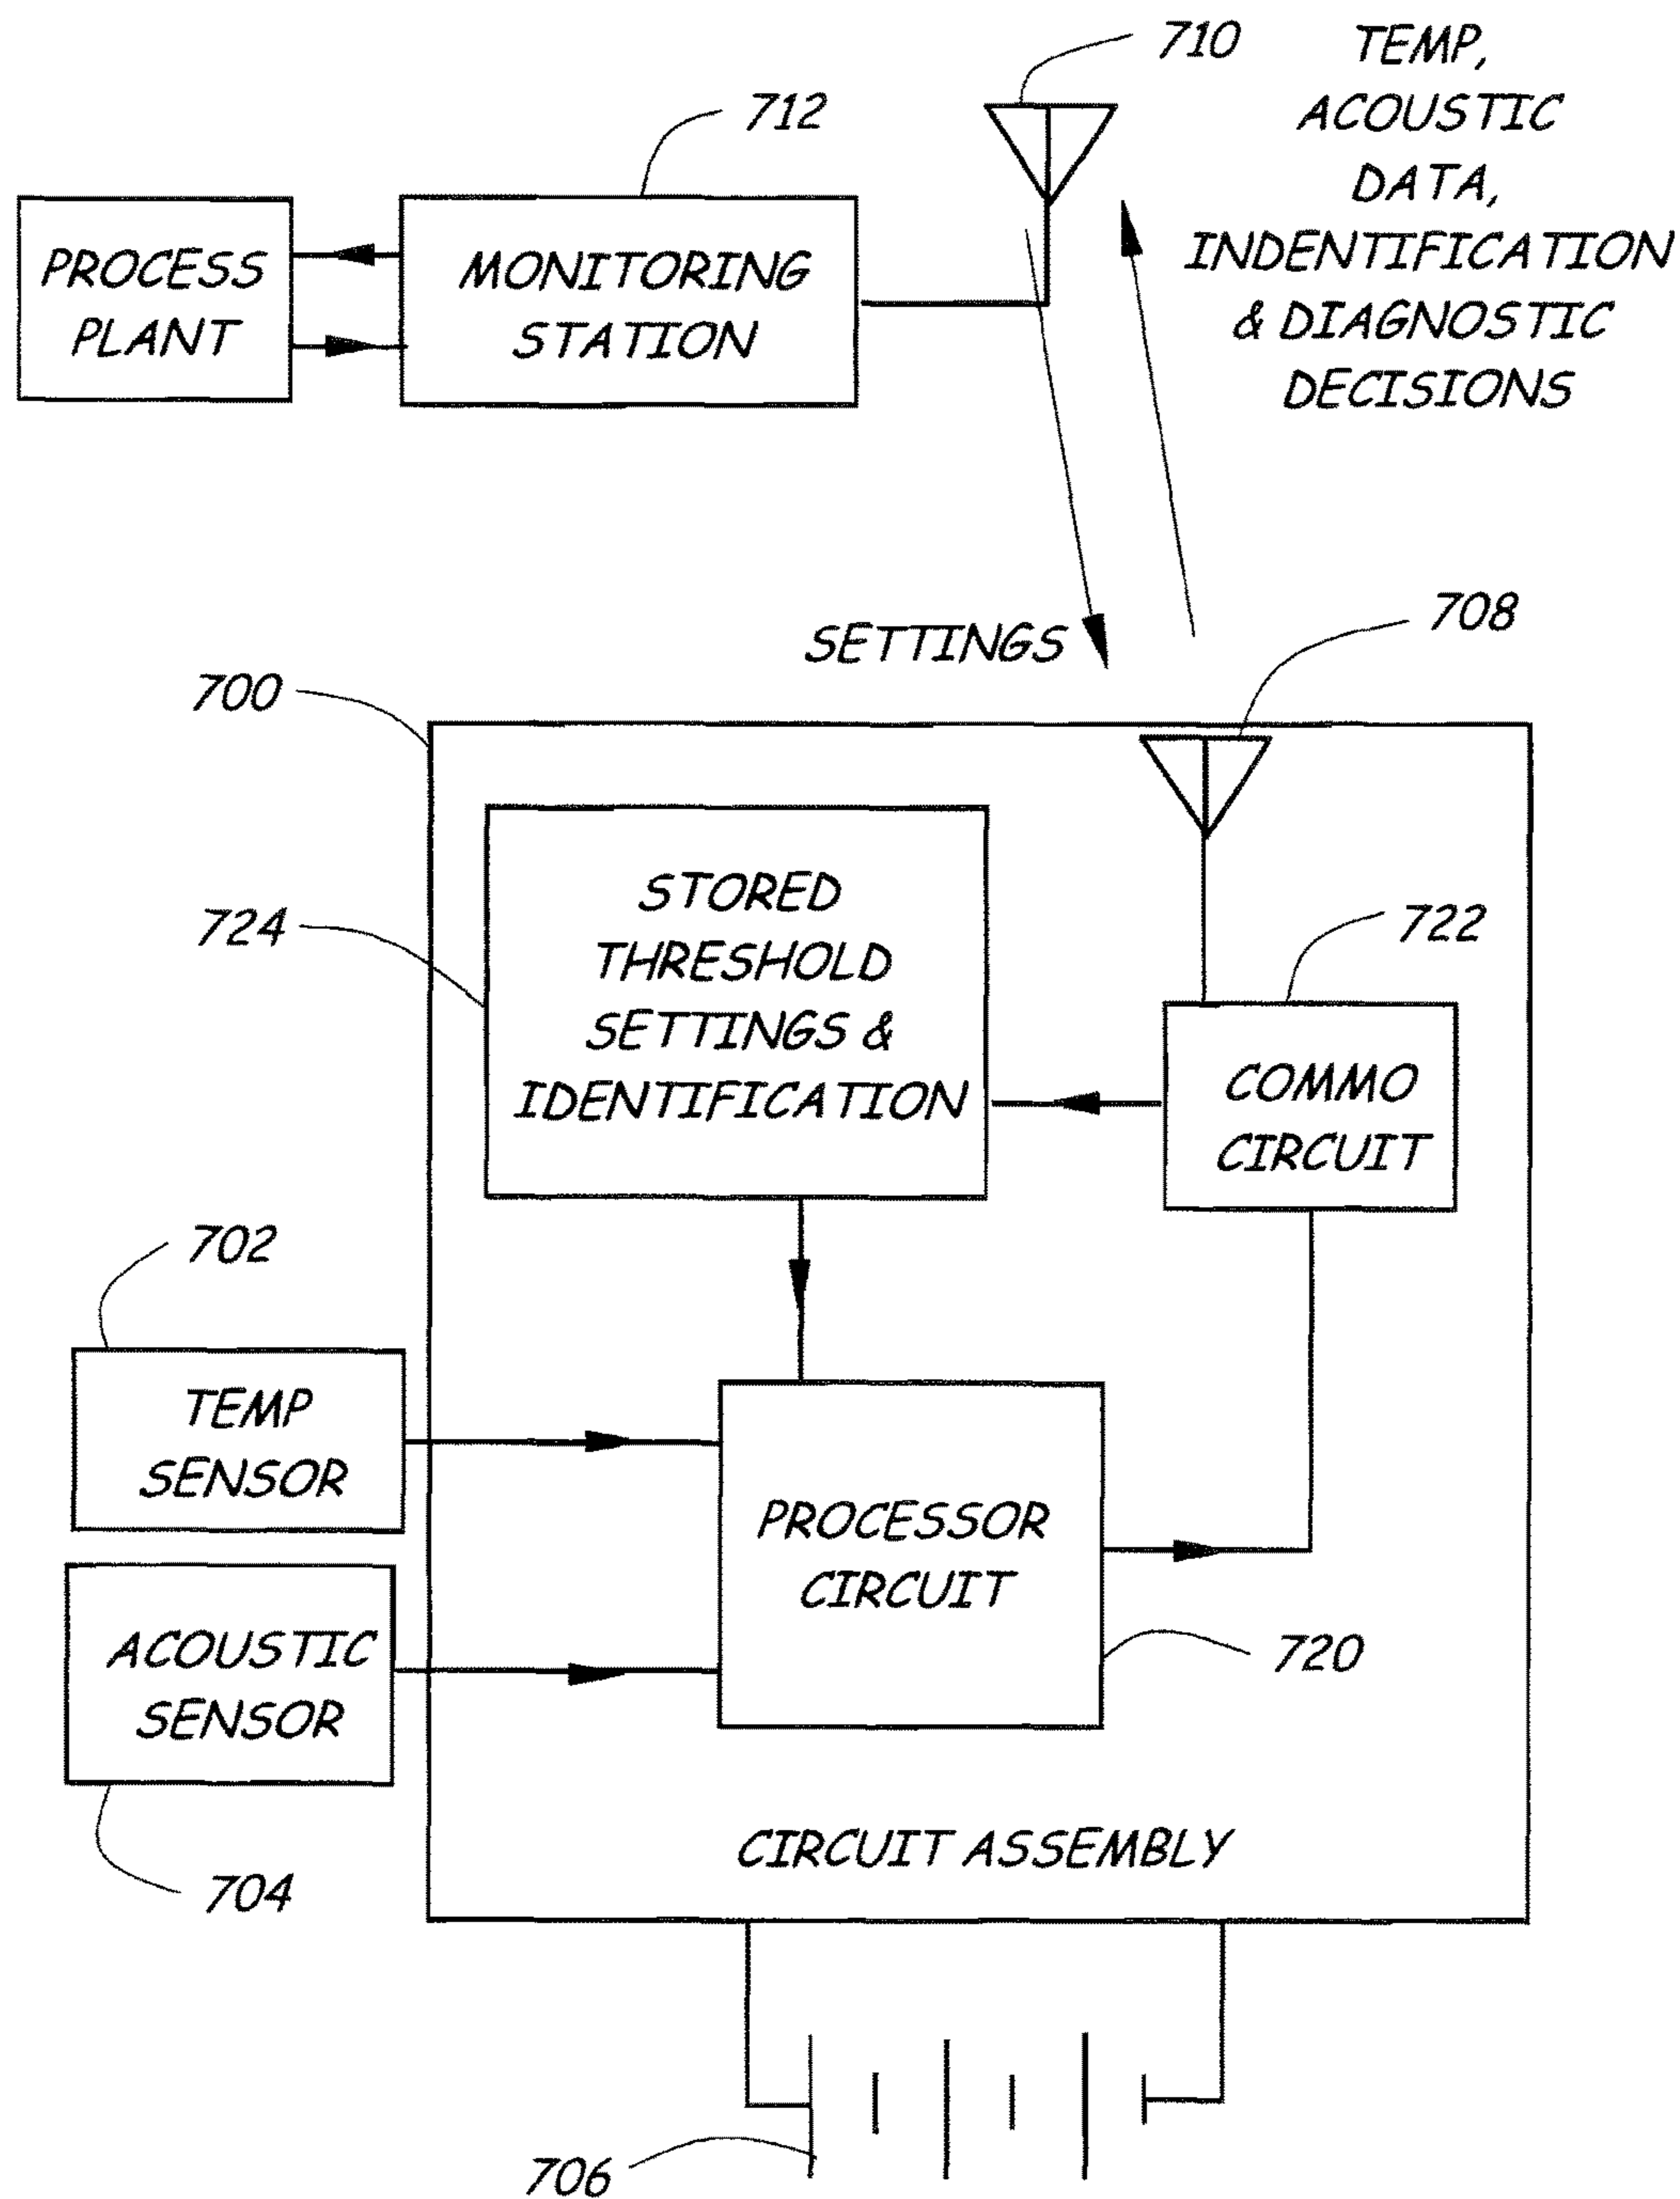 710
TEMP,
ACOUSTIC
DATA,
INDENTIFICATION
& DIAGNOSTIC
DECISIONS
712
PROCESS
PLANT
MONITORING
STATION
SETTINGS
708
700
STORED
THRESHOLD
SETTINGS &
IDENTIFICATION
724
722
COMMO
CIRCUIT
702
TEMP
SENSOR
PROCESSOR
CIRCUIT
ACOUSTIC
SENSOR
720
704
CIRCUIT ASSEMBLY
706